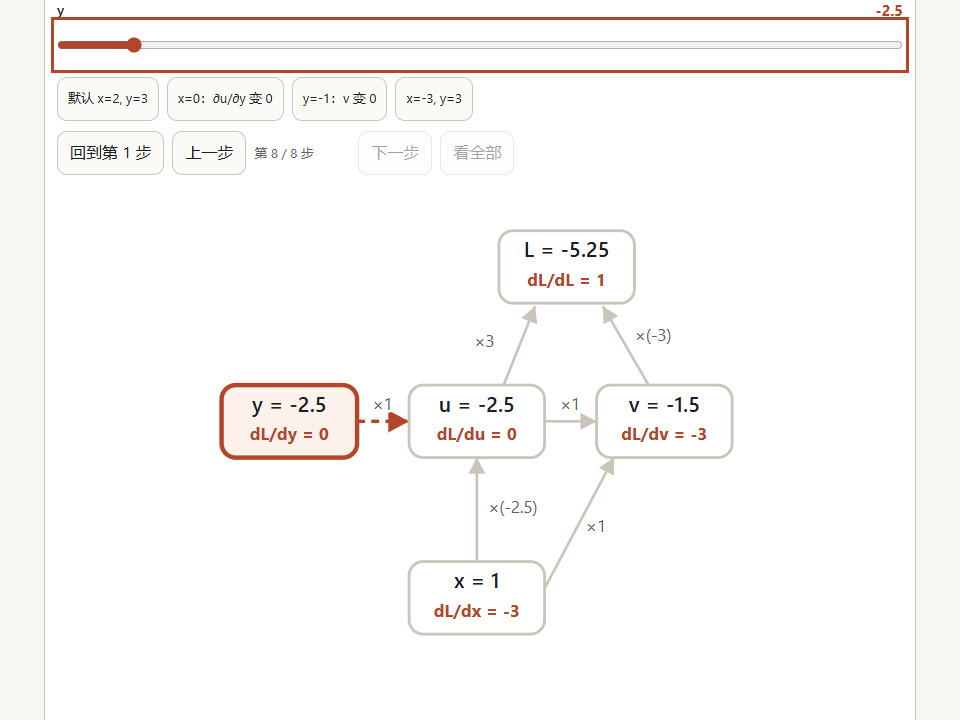 y
-2.5
默认 x=2, y=3
x=0：∂u/∂y 变 0
y=-1：v 变 0
x=-3, y=3
回到第 1 步
上一步
第 8 / 8 步
下一步
看全部
L = -5.25
dL/dL = 1
×3
×(-3)
y = -2.5
dL/dy = 0
×1
u = -2.5
dL/du = 0
×1
v = -1.5
dL/dv = -3
×(-2.5)
×1
x = 1
dL/dx = -3